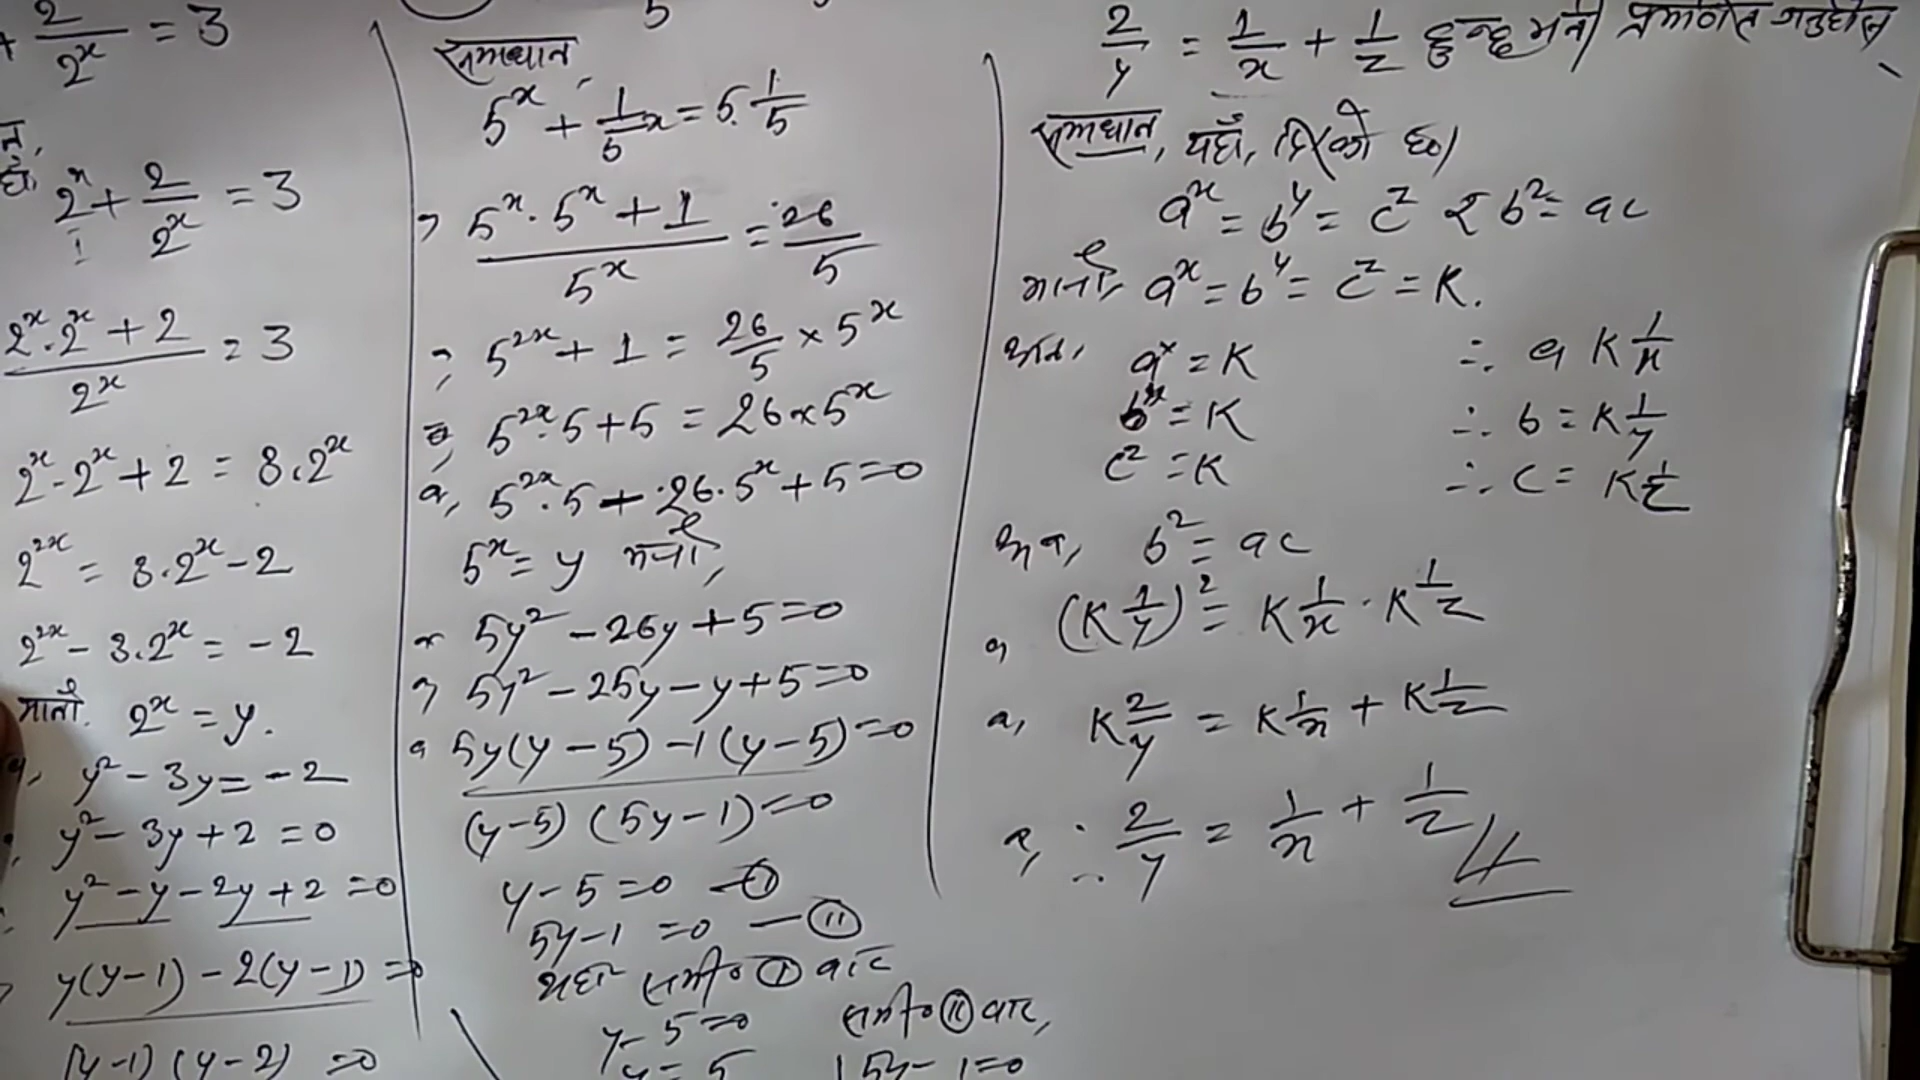 + 2/2^x = 3
2^x + 2/2^x = 3
(2^x · 2^x + 2)/2^x = 3
2^x · 2^x + 2 = 3.2^x
2^2x = 3.2^x - 2
2^2x - 3.2^x = -2
मानौ. 2^x = y.
y² - 3y = -2
y² - 3y + 2 = 0
y² - y - 2y + 2 = 0
y(y-1) - 2(y-1) = 0
(y-1) (y-2) = 0
5
समाधान,
5^x + 1/5^x = 5 1/5
(5^x · 5^x + 1)/5^x = 26/5
5^2x + 1 = 26/5 × 5^x
5^2x · 5 + 5 = 26 × 5^x
a, 5^2x · 5 - 26 · 5^x + 5 = 0
5^x = y मानौ,
5y² - 26y + 5 = 0
5y² - 25y - y + 5 = 0
5y(y - 5) - 1(y - 5) = 0
(y-5) (5y-1) = 0
y - 5 = 0 - (I)
5y - 1 = 0 - (II)
(I) बाट
y - 5 = 0
y = 5
(II) बाट,
5y - 1 = 0
2/y = 1/x + 1/z हुन्छ भनी प्रमाणित गर्नुहोस्
समाधान, यहाँ, दिएको छ।
a^x = b^y = c^z र b² = ac
मानौ, a^x = b^y = c^z = K.
a^x = K ∴ a K 1/x
b = K ∴ b = K 1/y
c^z = K ∴ c = K 1/z
अब, b² = ac
(K 1/y)² = K 1/x · K 1/z
a, K 2/y = K 1/x + K 1/z
∴ 2/y = 1/x + 1/z